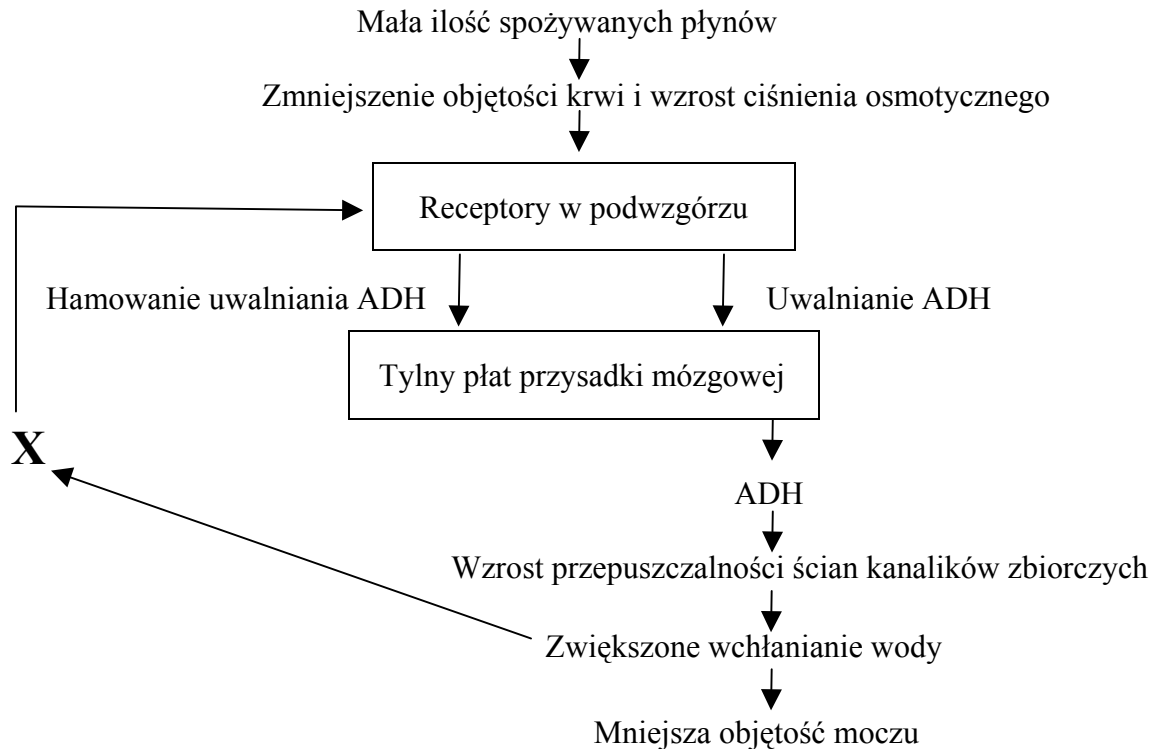 Mała ilość spożywanych płynów
Zmniejszenie objętości krwi i wzrost ciśnienia osmotycznego
Receptory w podwzgórzu
Hamowanie uwalniania ADH
Uwalnianie ADH
Tylny płat przysadki mózgowej
X
ADH
Wzrost przepuszczalności ścian kanalików zbiorczych
Zwiększone wchłanianie wody
Mniejsza objętość moczu